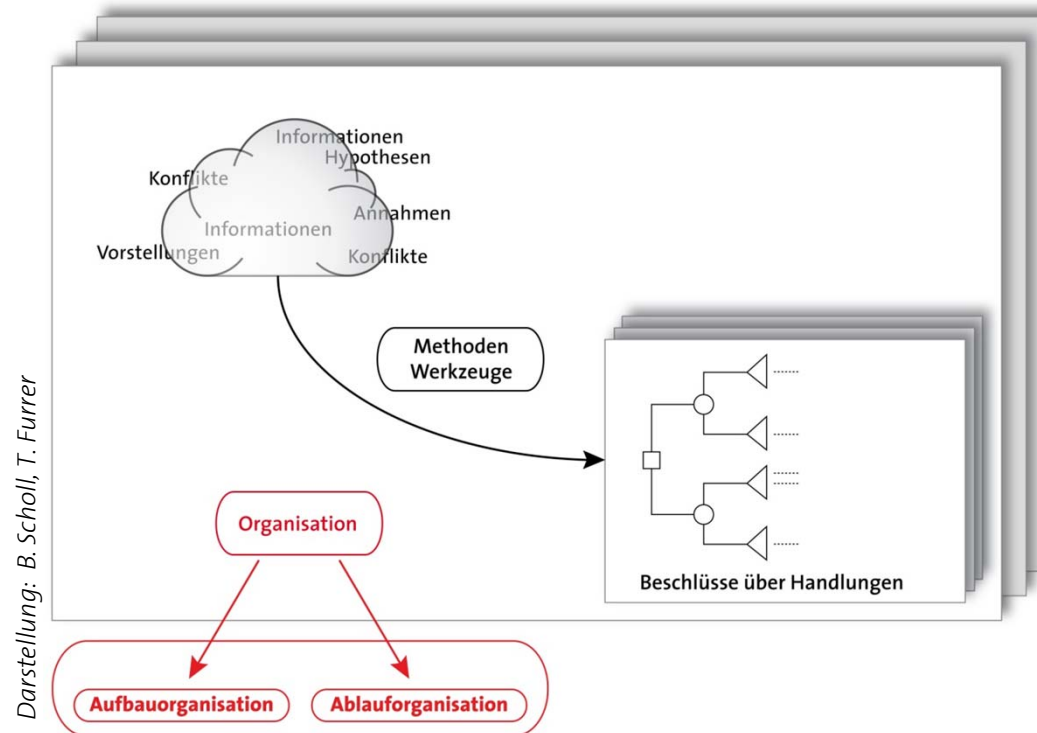 Informationen
Hypothesen
Konflikte
Annahmen
Informationen
Vorstellungen
Konflikte
Methoden
Werkzeuge
Organisation
Beschlüsse über Handlungen
Aufbauorganisation
Ablauforganisation
Darstellung: B. Scholl, T. Furrer